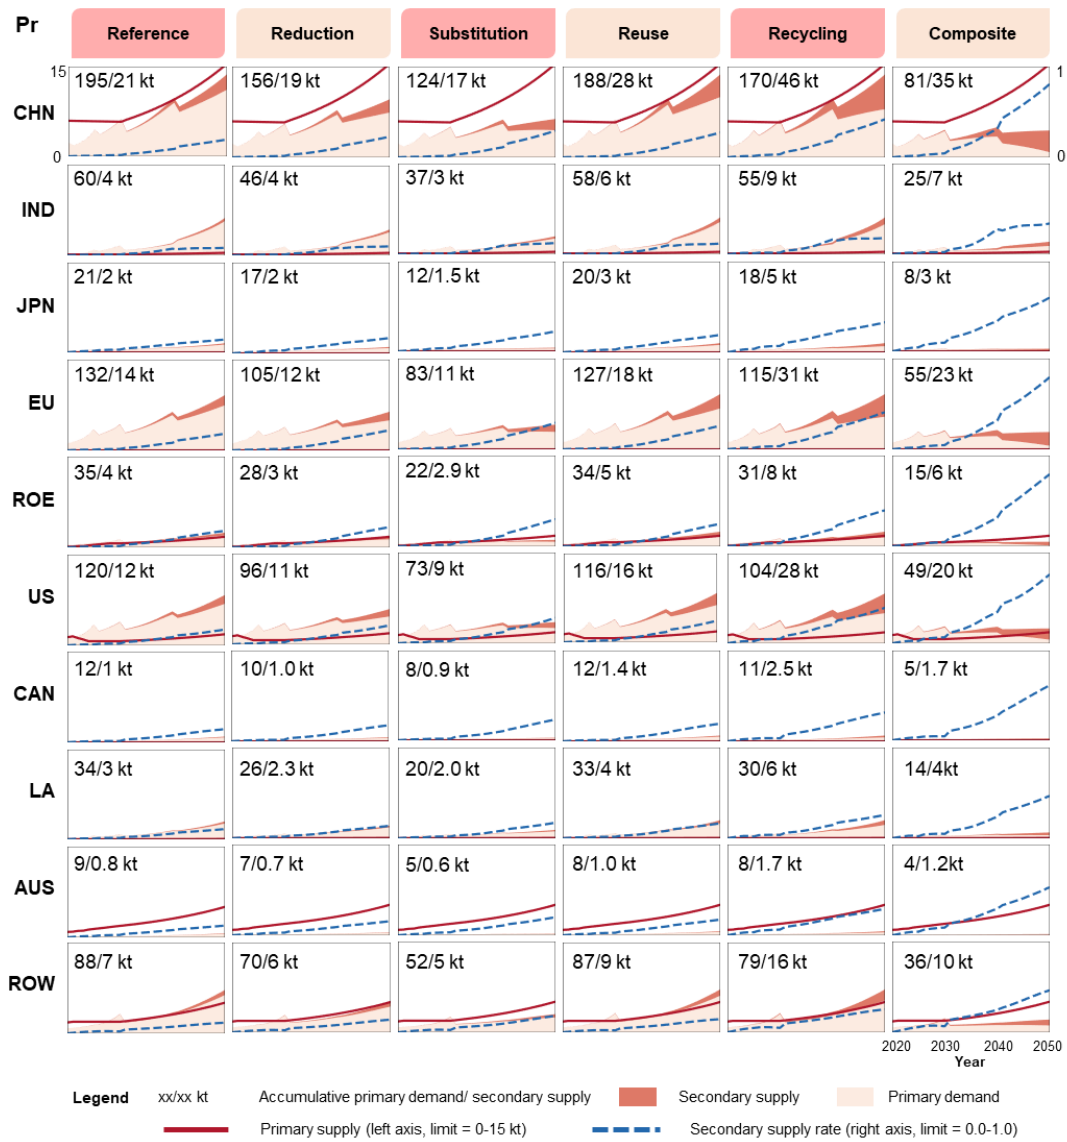 Pr
Reference Reduction Substitution Reuse Recycling Composite
15 195/21 kt 156/19 kt 124/17 kt 188/28 kt 170/46 kt 81/35 kt 1
CHN
0 0
60/4 kt 46/4 kt 37/3 kt 58/6 kt 55/9 kt 25/7 kt
IND
21/2 kt 17/2 kt 12/1.5 kt 20/3 kt 18/5 kt 8/3 kt
JPN
132/14 kt 105/12 kt 83/11 kt 127/18 kt 115/31 kt 55/23 kt
EU
35/4 kt 28/3 kt 22/2.9 kt 34/5 kt 31/8 kt 15/6 kt
ROE
120/12 kt 96/11 kt 73/9 kt 116/16 kt 104/28 kt 49/20 kt
US
12/1 kt 10/1.0 kt 8/0.9 kt 12/1.4 kt 11/2.5 kt 5/1.7 kt
CAN
34/3 kt 26/2.3 kt 20/2.0 kt 33/4 kt 30/6 kt 14/4kt
LA
9/0.8 kt 7/0.7 kt 5/0.6 kt 8/1.0 kt 8/1.7 kt 4/1.2kt
AUS
88/7 kt 70/6 kt 52/5 kt 87/9 kt 79/16 kt 36/10 kt
ROW
2020 2030 2040 2050
Year
Legend xx/xx kt Accumulative primary demand/ secondary supply Secondary supply Primary demand
Primary supply (left axis, limit = 0-15 kt) Secondary supply rate (right axis, limit = 0.0-1.0)